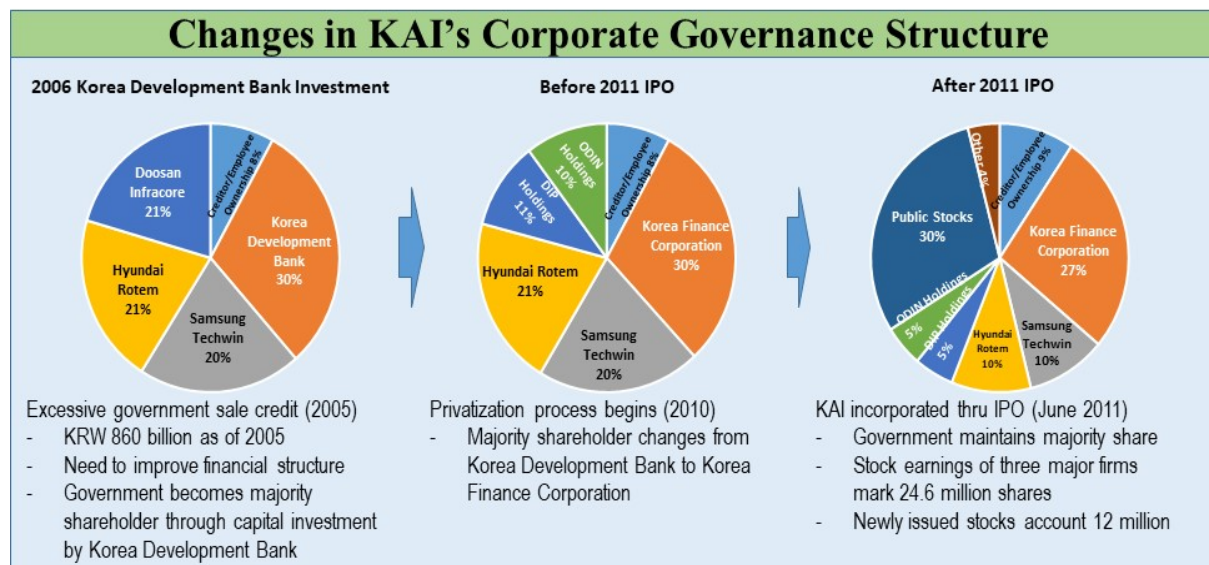 Changes in KAI's Corporate Governance Structure
2006 Korea Development Bank Investment
Creditor/Employee
Ownership 8%
Korea
Development
Bank
30%
Samsung
Techwin
20%
Hyundai
Rotem
21%
Doosan
Infracore
21%
Excessive government sale credit (2005)
- KRW 860 billion as of 2005
- Need to improve financial structure
- Government becomes majority
shareholder through capital investment
by Korea Development Bank
Before 2011 IPO
Creditor/Employee
Ownership 8%
Korea Finance
Corporation
30%
Samsung
Techwin
20%
Hyundai Rotem
21%
DIP
Holdings
11%
ODIN
Holdings
10%
Privatization process begins (2010)
- Majority shareholder changes from
Korea Development Bank to Korea
Finance Corporation
After 2011 IPO
Creditor/Employee
Ownership 9%
Korea Finance
Corporation
27%
Samsung
Techwin
10%
Hyundai
Rotem
10%
DIP Holdings
5%
ODIN Holdings
5%
Public Stocks
30%
Other 4%
KAI incorporated thru IPO (June 2011)
- Government maintains majority share
- Stock earnings of three major firms
mark 24.6 million shares
- Newly issued stocks account 12 million